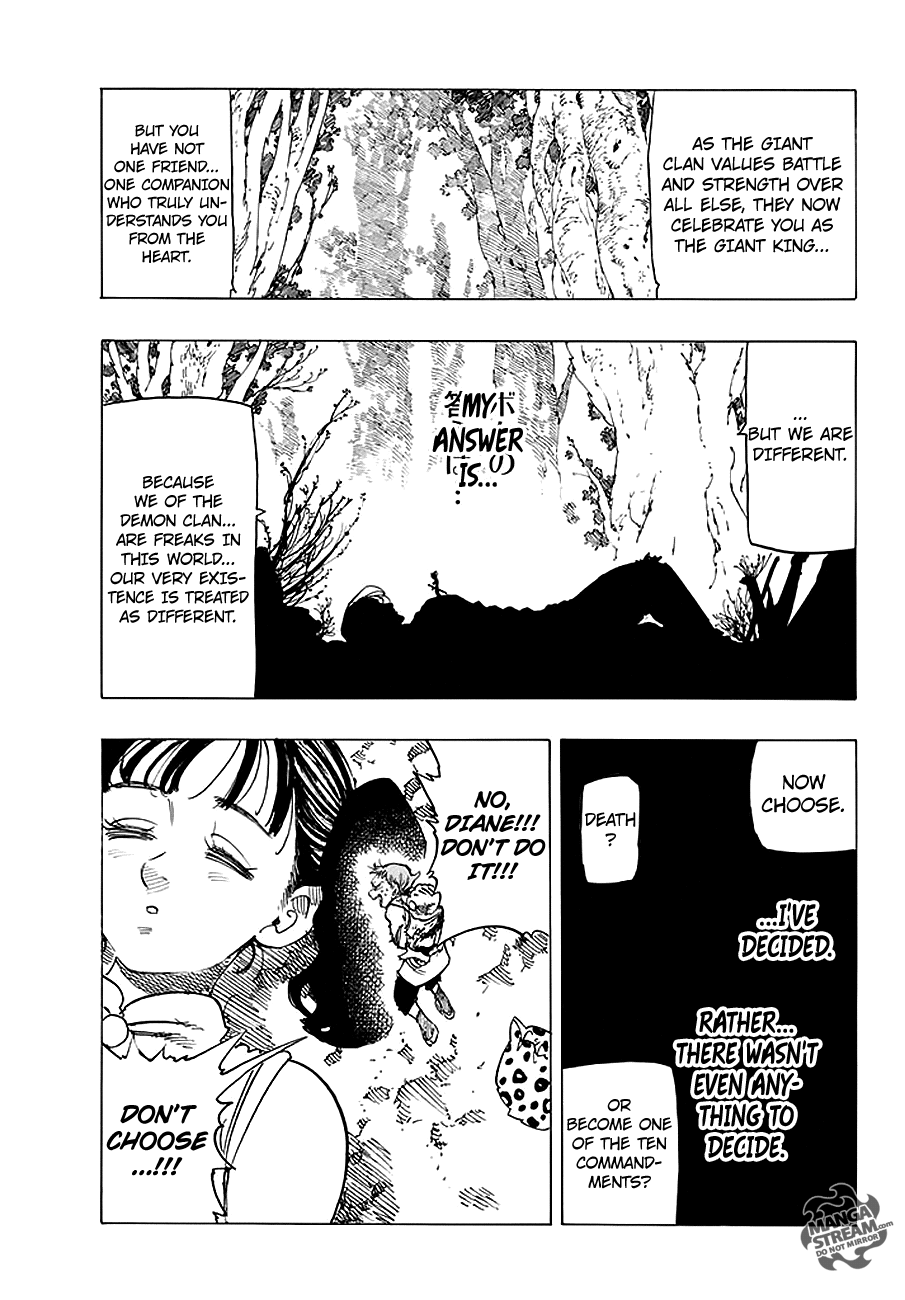 AS THE GIANT
CLAN VALUES BATTLE
AND STRENGTH OVER
ALL ELSE, THEY NOW
CELEBRATE YOU AS
THE GIANT KING...
BUT YOU
HAVE NOT
ONE FRIEND...
ONE COMPANION
WHO TRULY UN-
DERSTANDS YOU
FROM THE
HEART.
...
BUT WE ARE
DIFFERENT.
MY
ANSWER
IS...
BECAUSE
WE OF THE
DEMON CLAN...
ARE FREAKS IN
THIS WORLD...
OUR VERY EXIS-
TENCE IS TREATED
AS DIFFERENT.
NOW
CHOOSE.
DEATH
?
...I'VE
DECIDED.
RATHER...
THERE WASN'T
EVEN ANY-
THING TO
DECIDE.
OR
BECOME ONE
OF THE TEN
COMMAND-
MENTS?
NO,
DIANE!!!
DON'T DO
IT!!!
DON'T
CHOOSE
...!!!
MANGA
STREAM.COM
DO NOT MIRROR